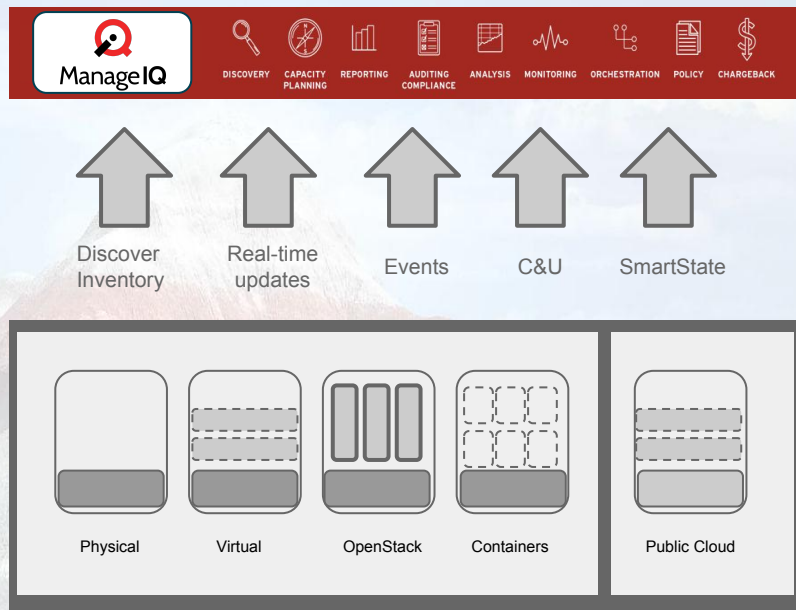 ManageIQ
DISCOVERY
CAPACITY
PLANNING
REPORTING
AUDITING
COMPLIANCE
ANALYSIS
MONITORING
ORCHESTRATION
POLICY
CHARGEBACK
Discover
Inventory
Real-time
updates
Events
C&U
SmartState
Physical
Virtual
OpenStack
Containers
Public Cloud